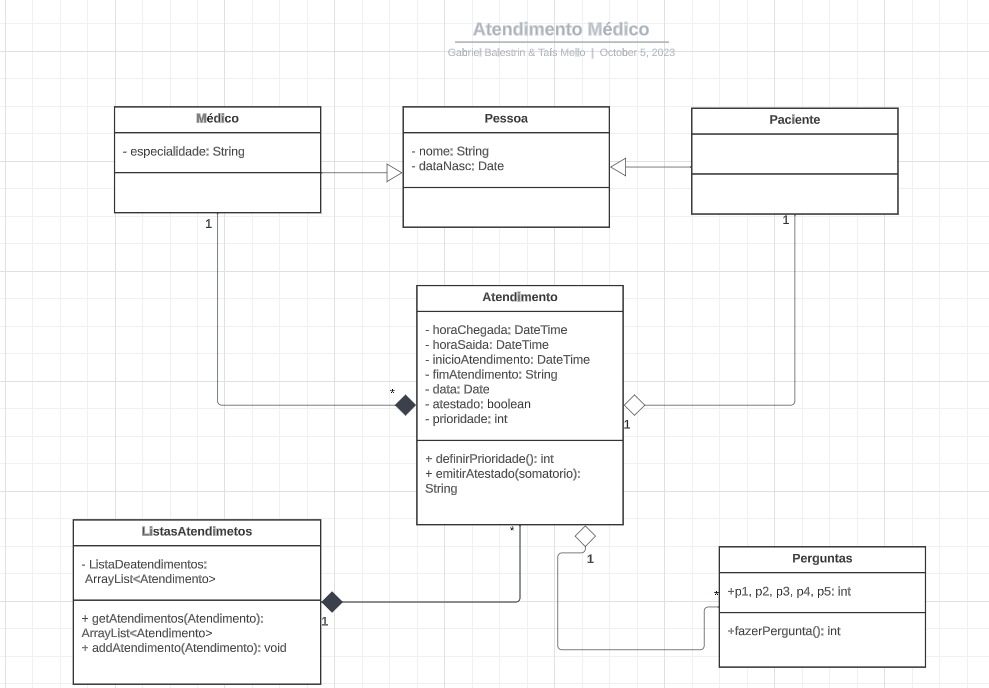 Atendimento Médico
Gabriel Balestrin & Taís Mello | October 5, 2023
Médico
- especialidade: String
Pessoa
- nome: String
- dataNasc: Date
Paciente
1
1
Atendimento
- horaChegada: DateTime
- horaSaida: DateTime
- inicioAtendimento: DateTime
- fimAtendimento: String
- data: Date
- atestado: boolean
- prioridade: int
*
1
+ definirPrioridade(): int
+ emitirAtestado(somatorio):
String
*
1
ListasAtendimetos
- ListaDeatendimentos:
ArrayList<Atendimento>
+ getAtendimentos(Atendimento):
ArrayList<Atendimento>
+ addAtendimento(Atendimento): void
1
Perguntas
*
+p1, p2, p3, p4, p5: int
+fazerPergunta(): int